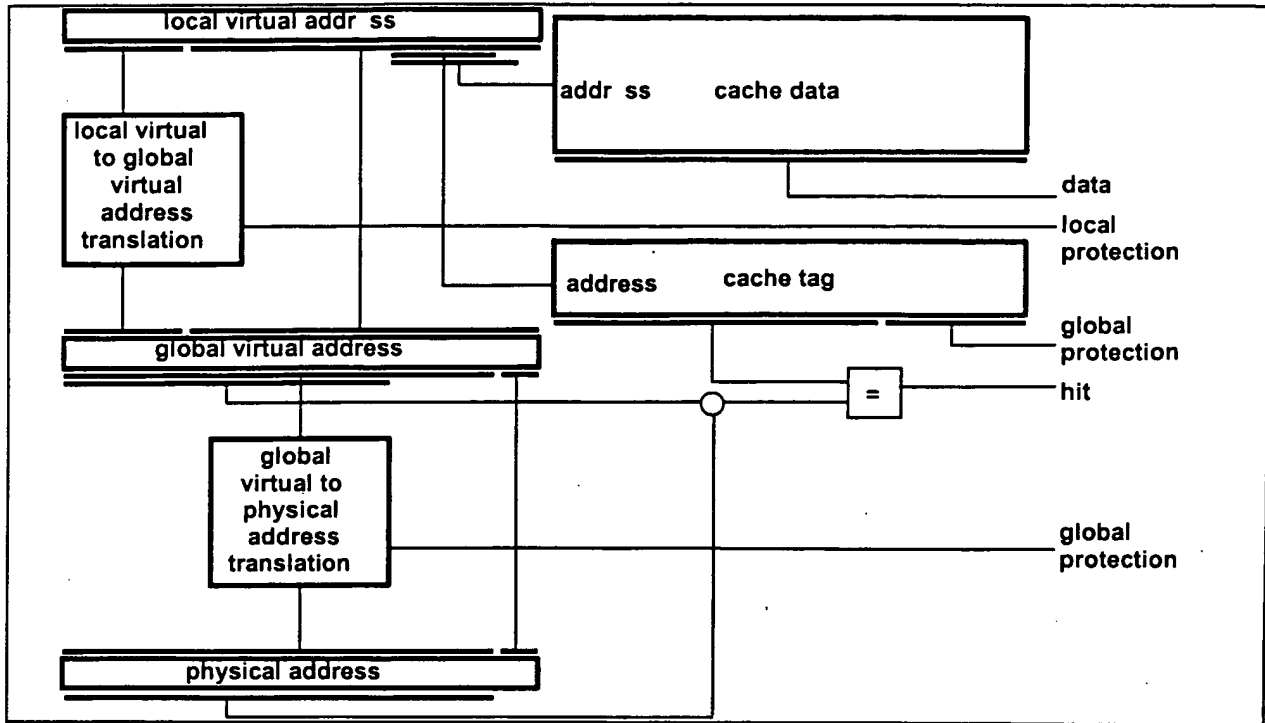 local virtual addr ss
addr ss
cache data
local virtual
to global
virtual
address
translation
data
local
protection
address
cache tag
global
protection
global virtual address
hit
=
global
virtual to
physical
address
translation
global
protection
physical address